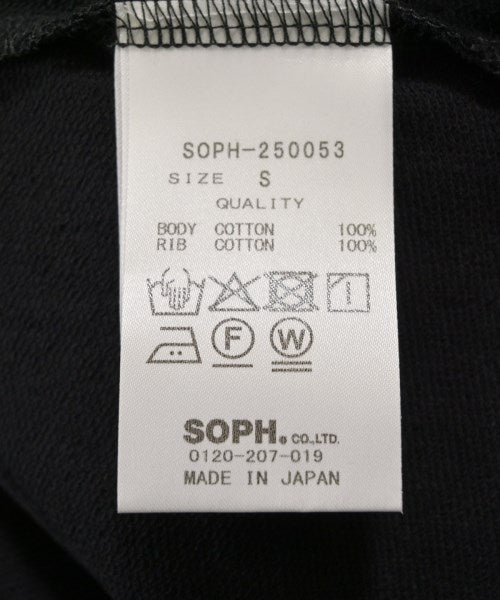 SOPH-250053
SIZE S
QUALITY
BODY COTTON 100%
RIB COTTON 100%
F W
SOPH. CO.,LTD.
0120-207-019
MADE IN JAPAN